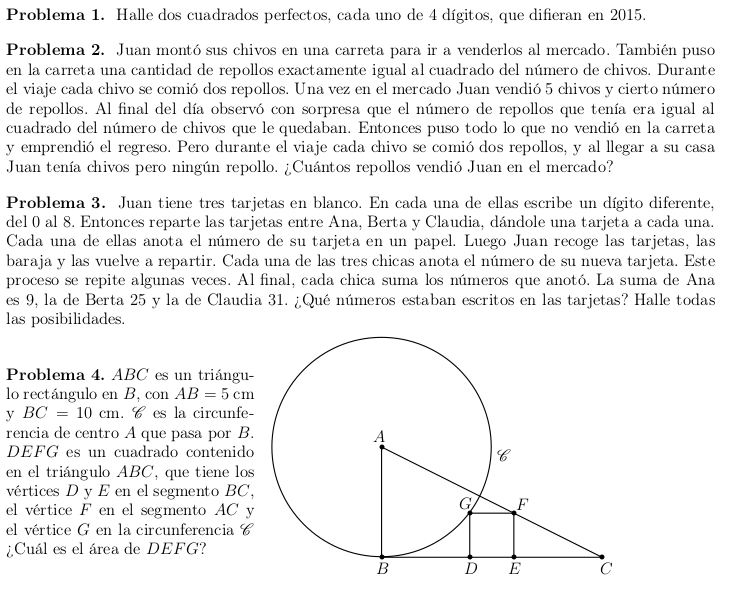 Problema 1. Halle dos cuadrados perfectos, cada uno de 4 dígitos, que difieran en 2015.
Problema 2. Juan montó sus chivos en una carreta para ir a venderlos al mercado. También puso
en la carreta una cantidad de repollos exactamente igual al cuadrado del número de chivos. Durante
el viaje cada chivo se comió dos repollos. Una vez en el mercado Juan vendió 5 chivos y cierto número
de repollos. Al final del día observó con sorpresa que el número de repollos que tenía era igual al
cuadrado del número de chivos que le quedaban. Entonces puso todo lo que no vendió en la carreta
y emprendió el regreso. Pero durante el viaje cada chivo se comió dos repollos, y al llegar a su casa
Juan tenía chivos pero ningún repollo. ¿Cuántos repollos vendió Juan en el mercado?
Problema 3. Juan tiene tres tarjetas en blanco. En cada una de ellas escribe un dígito diferente,
del 0 al 8. Entonces reparte las tarjetas entre Ana, Berta y Claudia, dándole una tarjeta a cada una.
Cada una de ellas anota el número de su tarjeta en un papel. Luego Juan recoge las tarjetas, las
baraja y las vuelve a repartir. Cada una de las tres chicas anota el número de su nueva tarjeta. Este
proceso se repite algunas veces. Al final, cada chica suma los números que anotó. La suma de Ana
es 9, la de Berta 25 y la de Claudia 31. ¿Qué números estaban escritos en las tarjetas? Halle todas
las posibilidades.
Problema 4. ABC es un triángu-
lo rectángulo en B, con AB = 5 cm
y BC = 10 cm. 𝒞 es la circunfe-
rencia de centro A que pasa por B.
DEFG es un cuadrado contenido
en el triángulo ABC, que tiene los
vértices D y E en el segmento BC,
el vértice F en el segmento AC y
el vértice G en la circunferencia 𝒞
¿Cuál es el área de DEFG?
A
𝒞
G F
B D E C